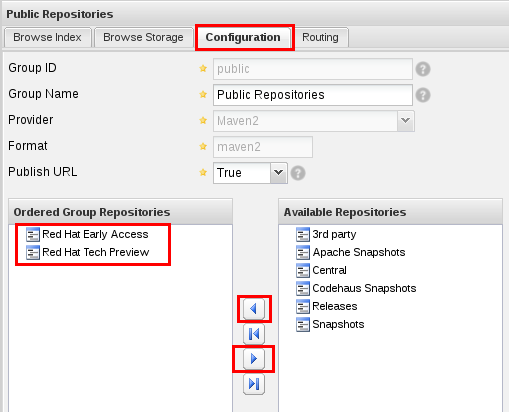 Public Repositories
Browse Index Browse Storage Configuration Routing
Group ID public
Group Name Public Repositories
Provider Maven2
Format maven2
Publish URL True
Ordered Group Repositories
Red Hat Early Access
Red Hat Tech Preview
Available Repositories
3rd party
Apache Snapshots
Central
Codehaus Snapshots
Releases
Snapshots